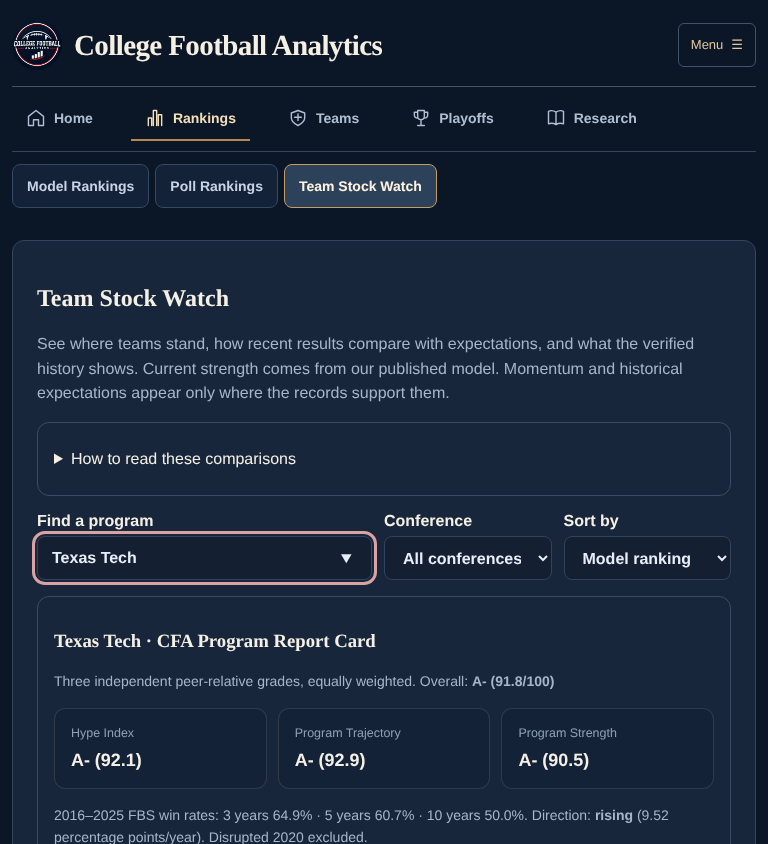 COLLEGE FOOTBALL
ANALYTICS
College Football Analytics
Menu ☰
Home
Rankings
Teams
Playoffs
Research
Model Rankings
Poll Rankings
Team Stock Watch
Team Stock Watch
See where teams stand, how recent results compare with expectations, and what the verified
history shows. Current strength comes from our published model. Momentum and historical
expectations appear only where the records support them.
▶ How to read these comparisons
Find a program
Conference
Sort by
Texas Tech ▼
All conferences
Model ranking
Texas Tech · CFA Program Report Card
Three independent peer-relative grades, equally weighted. Overall: A- (91.8/100)
Hype Index
A- (92.1)
Program Trajectory
A- (92.9)
Program Strength
A- (90.5)
2016–2025 FBS win rates: 3 years 64.9% · 5 years 60.7% · 10 years 50.0%. Direction: rising (9.52
percentage points/year). Disrupted 2020 excluded.